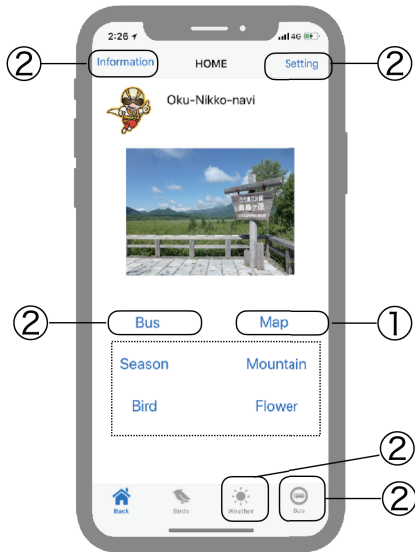 2:26 4G
② Information HOME Setting ②
Oku-Nikko-navi
② Bus Map ①
Season Mountain
Bird Flower
②
Back Birds Weather Bus ②